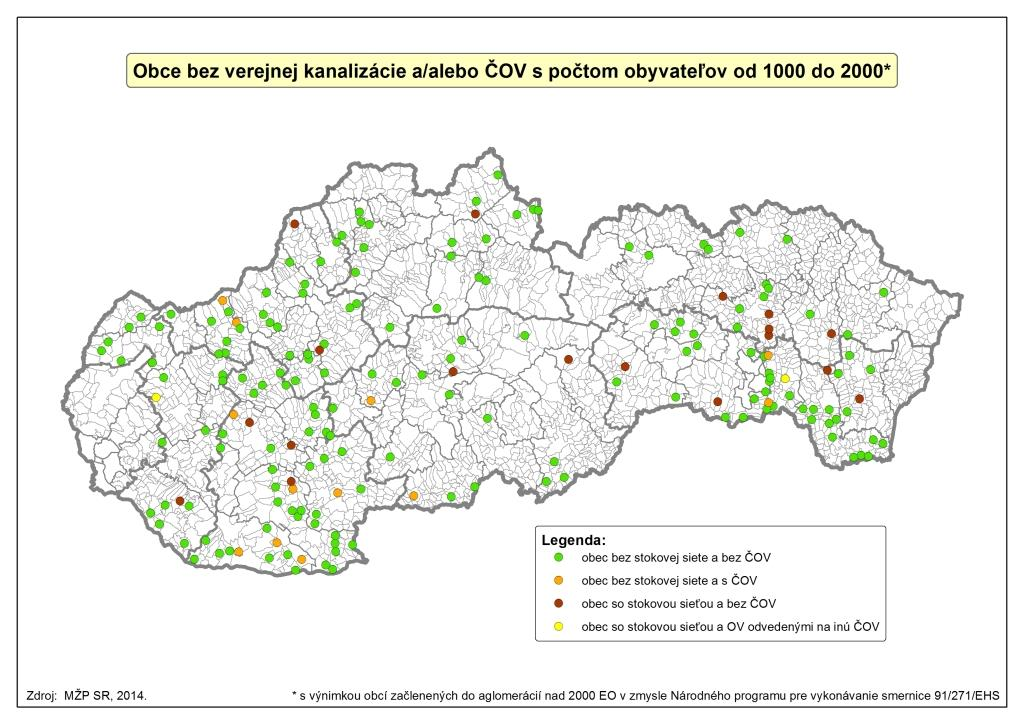 Obce bez verejnej kanalizácie a/alebo ČOV s počtom obyvateľov od 1000 do 2000*
Legenda:
obec bez stokovej siete a bez ČOV
obec bez stokovej siete a s ČOV
obec so stokovou sieťou a bez ČOV
obec so stokovou sieťou a OV odvedenými na inú ČOV
Zdroj: MŽP SR, 2014.
* s výnimkou obcí začlenených do aglomerácií nad 2000 EO v zmysle Národného programu pre vykonávanie smernice 91/271/EHS